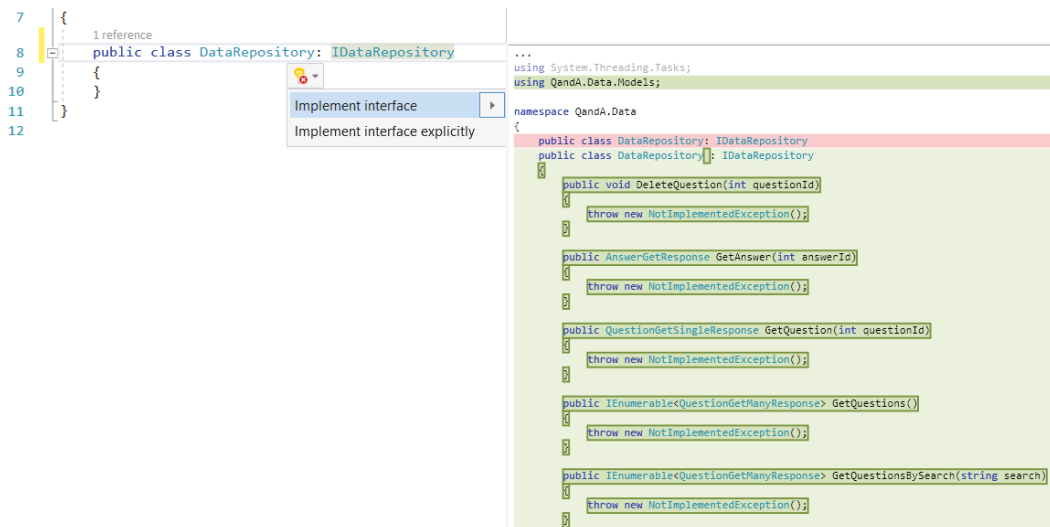 7 {
1 reference
8 public class DataRepository: IDataRepository
9 {
10 }
11 }
12
Implement interface
Implement interface explicitly
...
using System.Threading.Tasks;
using QandA.Data.Models;
namespace QandA.Data
{
public class DataRepository: IDataRepository
public class DataRepository : IDataRepository
{
public void DeleteQuestion(int questionId)
{
throw new NotImplementedException();
}
public AnswerGetResponse GetAnswer(int answerId)
{
throw new NotImplementedException();
}
public QuestionGetSingleResponse GetQuestion(int questionId)
{
throw new NotImplementedException();
}
public IEnumerable<QuestionGetManyResponse> GetQuestions()
{
throw new NotImplementedException();
}
public IEnumerable<QuestionGetManyResponse> GetQuestionsBySearch(string search)
{
throw new NotImplementedException();
}